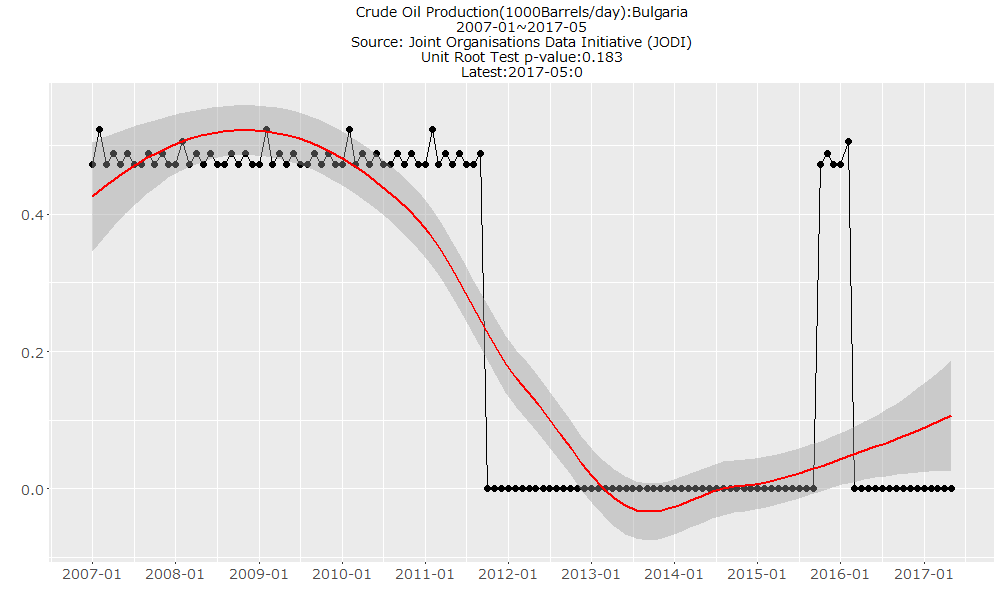 Crude Oil Production(1000Barrels/day):Bulgaria
2007-01~2017-05
Source: Joint Organisations Data Initiative (JODI)
Unit Root Test p-value:0.183
Latest:2017-05:0
0.4
0.2
0.0
2007-01 2008-01 2009-01 2010-01 2011-01 2012-01 2013-01 2014-01 2015-01 2016-01 2017-01